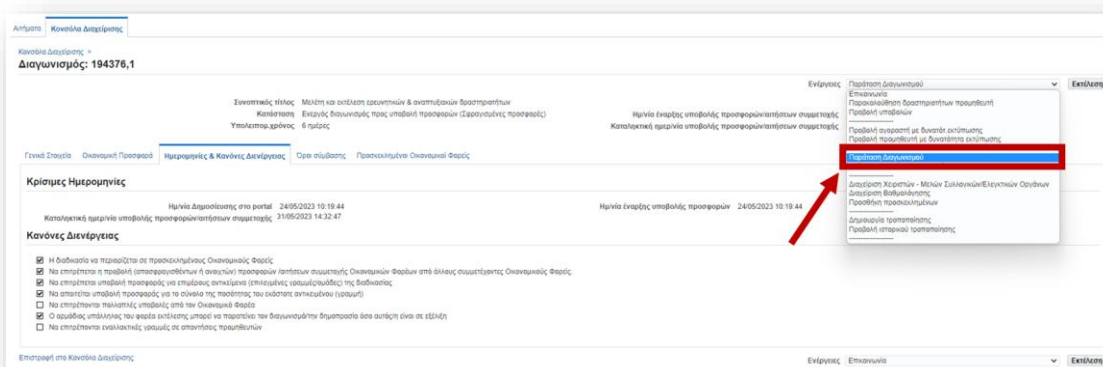 Αιτήματα Κονσόλα Διαχείρισης
Κονσόλα Διαχείρισης >
Διαγωνισμός: 194376,1
Ενέργειες Παράταση Διαγωνισμού Εκτέλεση
Επικοινωνία
Παρακολούθηση δραστηριοτήτων προμηθευτή
Προβολή υποβολών
--------------------
Προβολή αγοραστή με δυνατότ.εκτύπωσης
Προβολή προμηθευτή με δυνατότητα εκτύπωσης
Παράταση Διαγωνισμού
--------------------
Διαχείριση Χειριστών - Μελών Συλλογικών/Ελεγκτικών Οργάνων
Διαχείριση Βαθμολόγησης
Προσθήκη προσκεκλημένων
--------------------
Δημιουργία τροποποίησης
Προβολή ιστορικού τροποποίησης
--------------------
Συνοπτικός τίτλος Μελέτη και εκτέλεση ερευνητικών & αναπτυξιακών δραστηριοτήτων
Κατάσταση Ενεργός διαγωνισμός προς υποβολή προσφορών (Σφραγισμένες προσφορές)
Υπολειπομ.χρόνος 6 ημέρες
Ημ/νία έναρξης υποβολής προσφορών/αιτήσεων συμμετοχής
Καταληκτική ημερ/νία υποβολής προσφορών/αιτήσεων συμμετοχής
Γενικά Στοιχεία Οικονομική Προσφορά Ημερομηνίες & Κανόνες Διενέργειας Όροι σύμβασης Προσκεκλημένοι Οικονομικοί Φορείς
Κρίσιμες Ημερομηνίες
Ημ/νία Δημοσίευσης στο portal 24/05/2023 10:19:44
Ημ/νία έναρξης υποβολής προσφορών 24/05/2023 10:19:44
Καταληκτική ημερ/νία υποβολής προσφορών/αιτήσεων συμμετοχής 31/05/2023 14:32:47
Κανόνες Διενέργειας
Η διαδικασία να περιορίζεται σε προσκεκλημένους Οικονομικούς Φορείς
Να επιτρέπεται η προβολή (αποσφραγισθέντων ή ανοιχτών) προσφορών /αιτήσεων συμμετοχής Οικονομικών Φορέων από άλλους συμμετέχοντες Οικονομικούς Φορείς.
Να επιτρέπεται υποβολή προσφοράς για επιμέρους αντικείμενα (επιλεγμένες γραμμές/ομάδες) της διαδικασίας
Να απαιτείται υποβολή προσφοράς για το σύνολο της ποσότητας του εκάστοτε αντικειμένου (γραμμή)
Να επιτρέπονται πολλαπλές υποβολές από τον Οικονομικό Φορέα
Ο αρμόδιος υπάλληλος του φορέα εκτέλεσης μπορεί να παρατείνει τον διαγωνισμό/την δημοπρασία όσο αυτός/η είναι σε εξέλιξη
Να επιτρέπονται εναλλακτικές γραμμές σε απαντήσεις προμηθευτών
Επιστροφή στο Κονσόλα Διαχείρισης
Ενέργειες Επικοινωνία Εκτέλεση